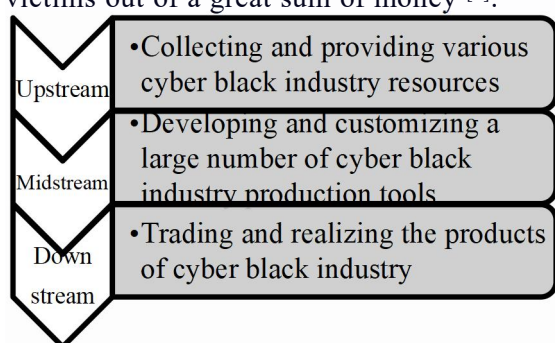 victims out of a great sum of money
Upstream
•Collecting and providing various
cyber black industry resources
Midstream
•Developing and customizing a
large number of cyber black
industry production tools
Down
stream
•Trading and realizing the products
of cyber black industry